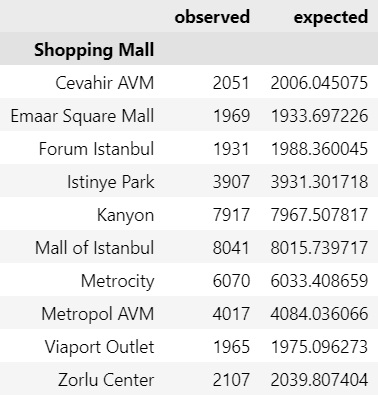 observed expected
Shopping Mall
Cevahir AVM 2051 2006.045075
Emaar Square Mall 1969 1933.697226
Forum Istanbul 1931 1988.360045
Istinye Park 3907 3931.301718
Kanyon 7917 7967.507817
Mall of Istanbul 8041 8015.739717
Metrocity 6070 6033.408659
Metropol AVM 4017 4084.036066
Viaport Outlet 1965 1975.096273
Zorlu Center 2107 2039.807404